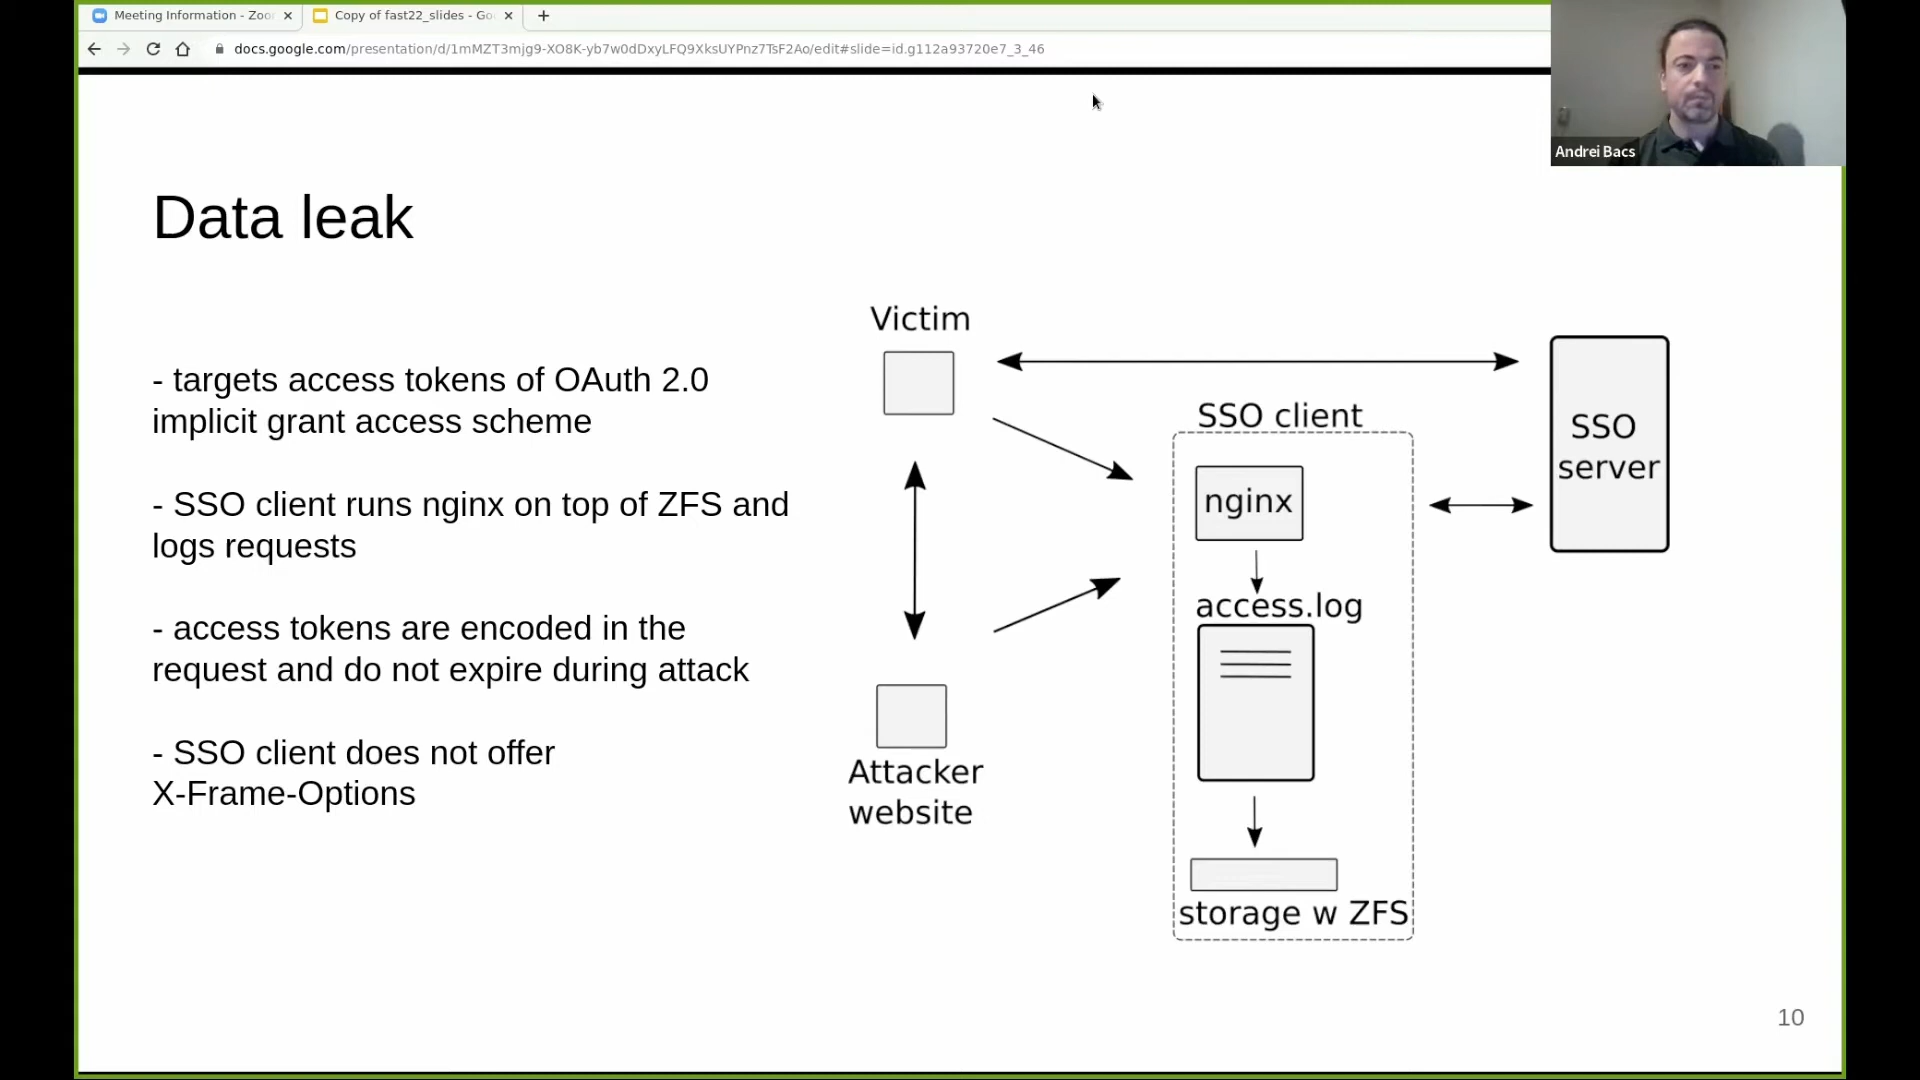 Meeting Information - Zoo
Copy of fast22_slides - Go
docs.google.com/presentation/d/1mMZT3mjg9-XO8K-yb7w0dDxyLFQ9XksUYPnz7TsF2Ao/edit#slide=id.g112a93720e7_3_46
Andrei Bacs
Data leak
- targets access tokens of OAuth 2.0
implicit grant access scheme
- SSO client runs nginx on top of ZFS and
logs requests
- access tokens are encoded in the
request and do not expire during attack
- SSO client does not offer
X-Frame-Options
Victim
SSO client
SSO
server
nginx
access.log
Attacker
website
storage w ZFS
10